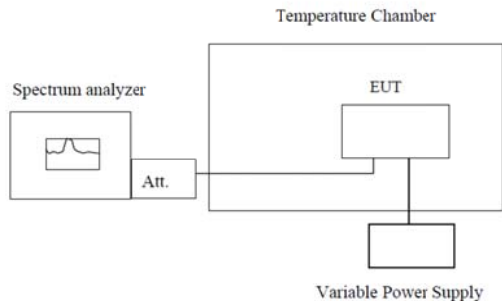 Temperature Chamber
Spectrum analyzer
EUT
Att.
Variable Power Supply